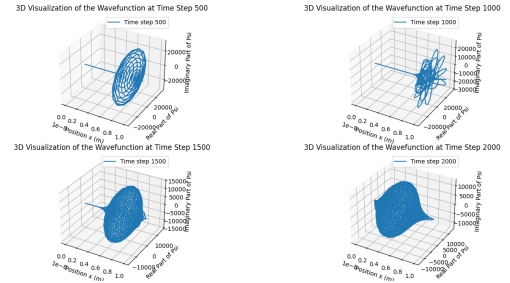 3D Visualization of the Wavefunction at Time Step 500
Time step 500
20000
0
−20000
Imaginary Part of Psi
20000
0
−20000
Real Part of Psi
0.0 0.2 0.4 0.6 0.8 1.0
Position x (m)
3D Visualization of the Wavefunction at Time Step 1000
Time step 1000
30000
20000
10000
0
−10000
−20000
−30000
Imaginary Part of Psi
20000
0
−20000
Real Part of Psi
0.0 0.2 0.4 0.6 0.8 1.0
Position x (m)
3D Visualization of the Wavefunction at Time Step 1500
Time step 1500
15000
10000
5000
0
−5000
−10000
−15000
Imaginary Part of Psi
10000
0
−10000
Real Part of Psi
0.0 0.2 0.4 0.6 0.8 1.0
Position x (m)
3D Visualization of the Wavefunction at Time Step 2000
Time step 2000
10000
5000
0
−5000
−10000
Imaginary Part of Psi
10000
5000
0
−5000
−10000
Real Part of Psi
0.0 0.2 0.4 0.6 0.8 1.0
Position x (m)